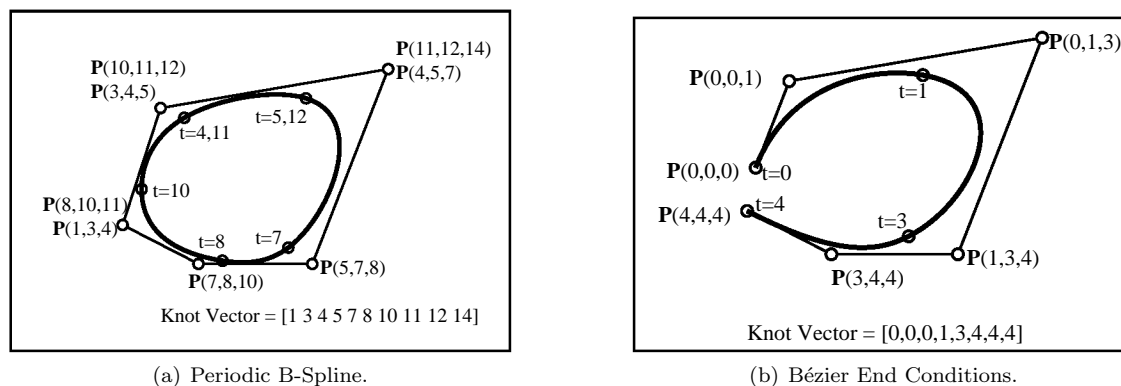 P(11,12,14)
P(10,11,12)
P(4,5,7)
P(3,4,5)
t=5,12
t=4,11
t=10
P(8,10,11)
P(1,3,4)
t=8
t=7
P(7,8,10)
P(5,7,8)
Knot Vector = [1 3 4 5 7 8 10 11 12 14]
(a) Periodic B-Spline.
P(0,1,3)
P(0,0,1)
t=1
P(0,0,0)
t=0
P(4,4,4)
t=4
t=3
P(3,4,4)
P(1,3,4)
Knot Vector = [0,0,0,1,3,4,4,4]
(b) Bézier End Conditions.